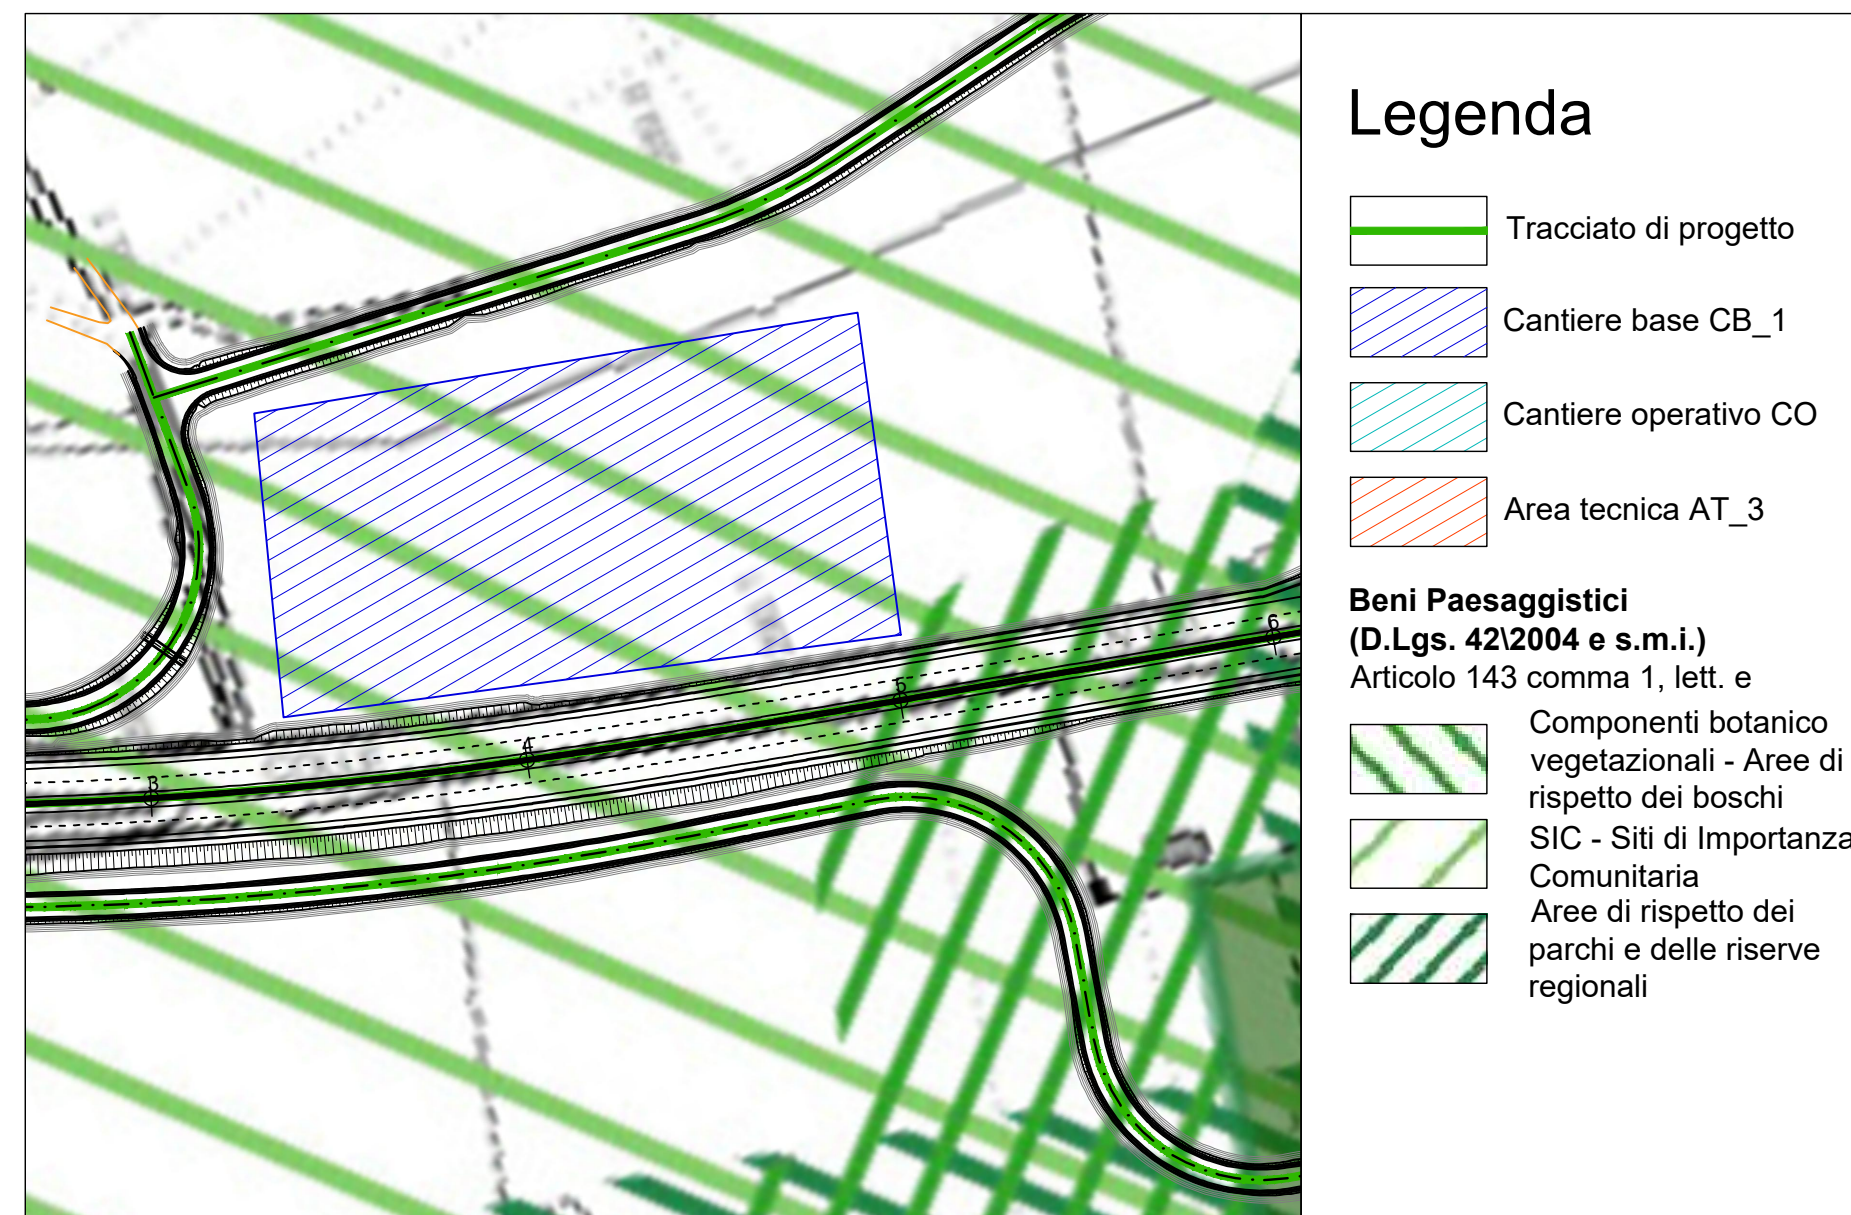 Legenda
Tracciato di progetto
Cantiere base CB_1
Cantiere operativo CO
Area tecnica AT_3
Beni Paesaggistici
(D.Lgs. 42\2004 e s.m.i.)
Articolo 143 comma 1, lett. e
Componenti botanico
vegetazionali - Aree di
rispetto dei boschi
SIC - Siti di Importanza
Comunitaria
Aree di rispetto dei
parchi e delle riserve
regionali
3
4
5
6